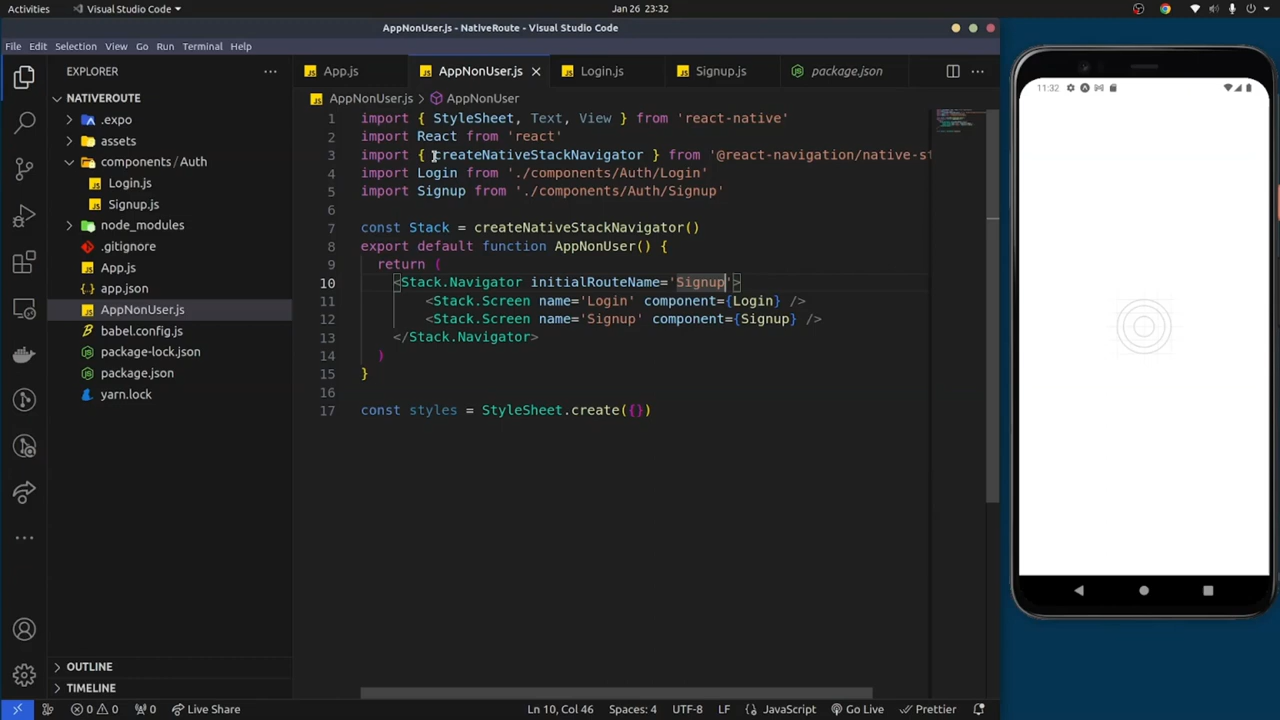 Activities
Visual Studio Code
Jan 26 23:32
AppNonUser.js - NativeRoute - Visual Studio Code
File Edit Selection View Go Run Terminal Help
EXPLORER
App.js
AppNonUser.js
Login.js
Signup.js
package.json
NATIVEROUTE
.expo
assets
components/Auth
Login.js
Signup.js
node_modules
.gitignore
App.js
app.json
AppNonUser.js
babel.config.js
package-lock.json
package.json
yarn.lock
OUTLINE
TIMELINE
AppNonUser.js > AppNonUser
1 import { StyleSheet, Text, View } from 'react-native'
2 import React from 'react'
3 import { createNativeStackNavigator } from '@react-navigation/native-st
4 import Login from './components/Auth/Login'
5 import Signup from './components/Auth/Signup'
6
7 const Stack = createNativeStackNavigator()
8 export default function AppNonUser() {
9 return (
10 <Stack.Navigator initialRouteName='Signup'>
11 <Stack.Screen name='Login' component={Login} />
12 <Stack.Screen name='Signup' component={Signup} />
13 </Stack.Navigator>
14 )
15 }
16
17 const styles = StyleSheet.create({})
11:32
0 0 0 Live Share
Ln 10, Col 46 Spaces: 4 UTF-8 LF {} JavaScript Go Live Prettier